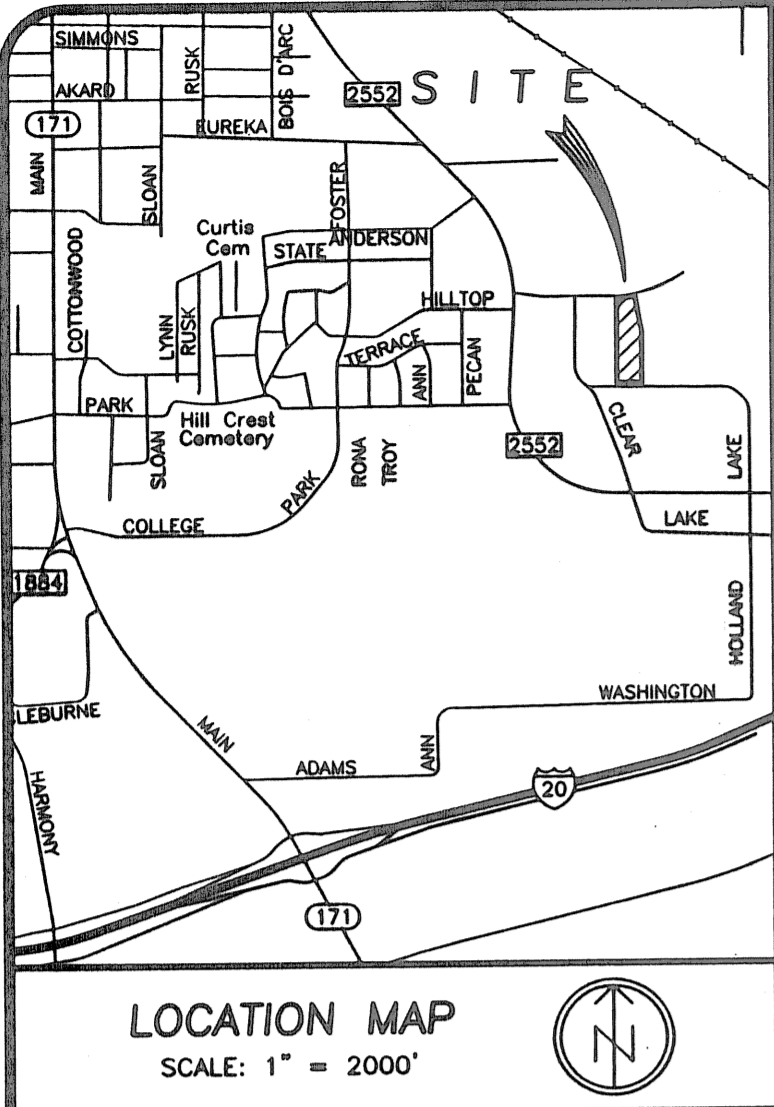 SIMMONS
BOIS D'ARC
RUSK
SITE
AKARD
2552
171
EUREKA
MAIN
SLOAN
FOSTER
Curtis
Cem
ANDERSON
STATE
COTTONWOOD
HILLTOP
LYNN
RUSK
TERRACE
PECAN
ANN
PARK
Hill Crest
Cemetery
CLEAR
SLOAN
RONA
TROY
2552
LAKE
PARK
COLLEGE
LAKE
1884
HOLLAND
WASHINGTON
LEBURNE
MAIN
ANN
ADAMS
HARMONY
20
171
LOCATION MAP
SCALE: 1" = 2000'
N